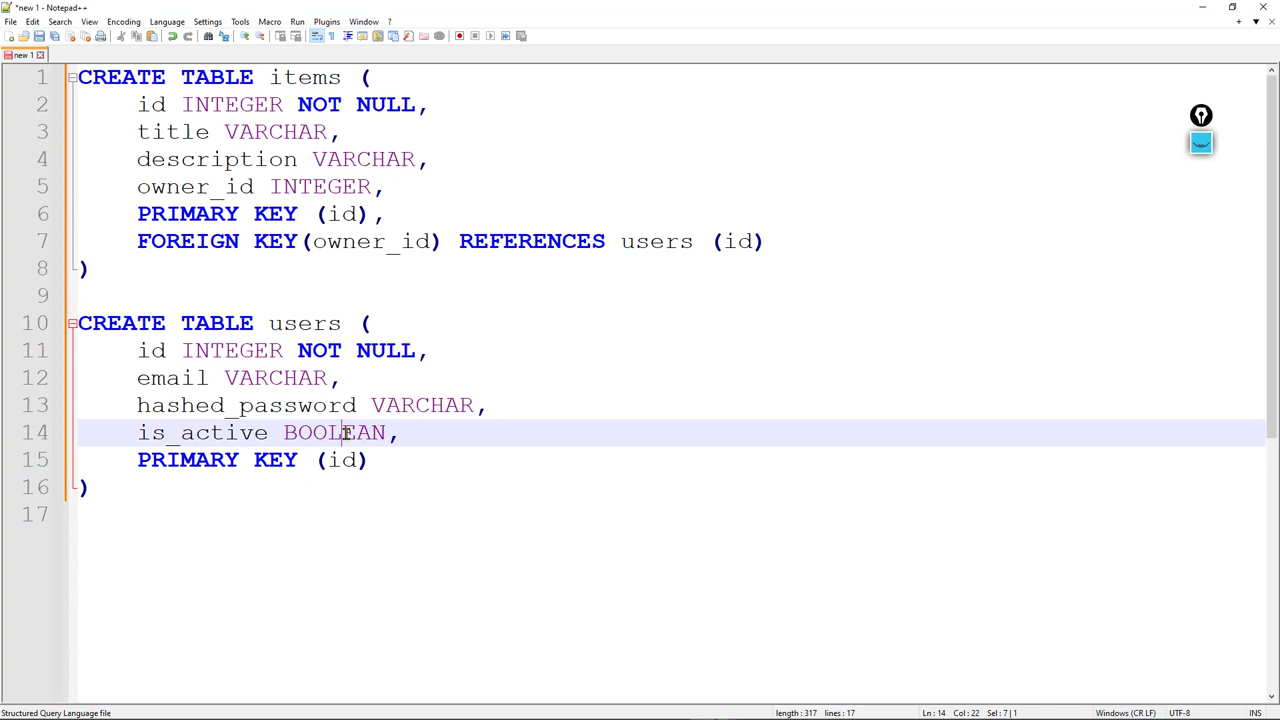 *new 1 - Notepad++
File Edit Search View Encoding Language Settings Tools Macro Run Plugins Window ?
new 1
1 CREATE TABLE items (
2 id INTEGER NOT NULL,
3 title VARCHAR,
4 description VARCHAR,
5 owner_id INTEGER,
6 PRIMARY KEY (id),
7 FOREIGN KEY(owner_id) REFERENCES users (id)
8 )
9
10 CREATE TABLE users (
11 id INTEGER NOT NULL,
12 email VARCHAR,
13 hashed_password VARCHAR,
14 is_active BOOLEAN,
15 PRIMARY KEY (id)
16 )
17
Structured Query Language file length : 317 lines : 17 Ln : 14 Col : 22 Sel : 7 | 1 Windows (CR LF) UTF-8 INS